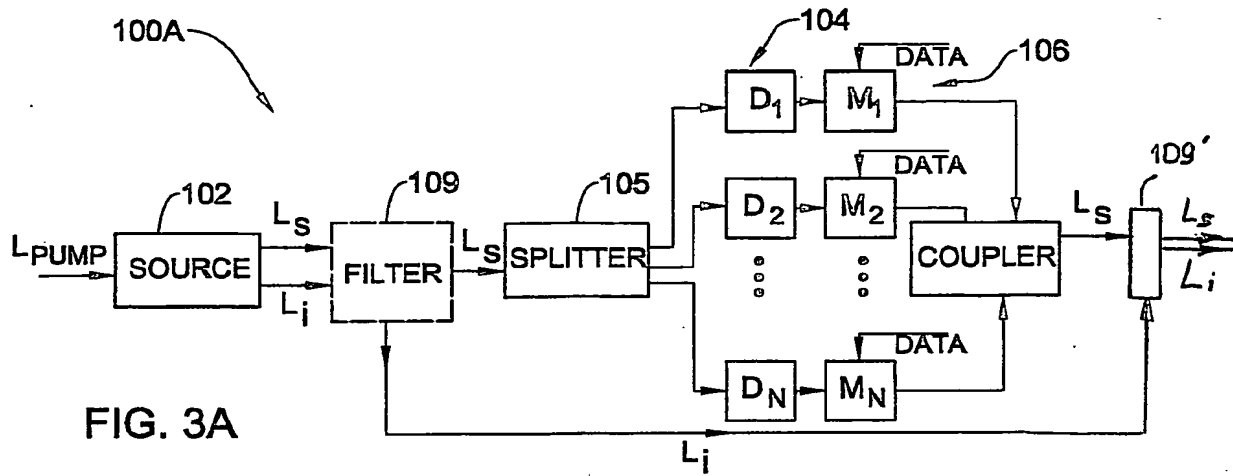 100A
104
DATA
106
D1
M1
109'
102
109
105
DATA
LPUMP
SOURCE
Ls
Li
FILTER
Ls
SPLITTER
D2
M2
COUPLER
Ls
Ls
Li
DATA
DN
MN
FIG. 3A
Li